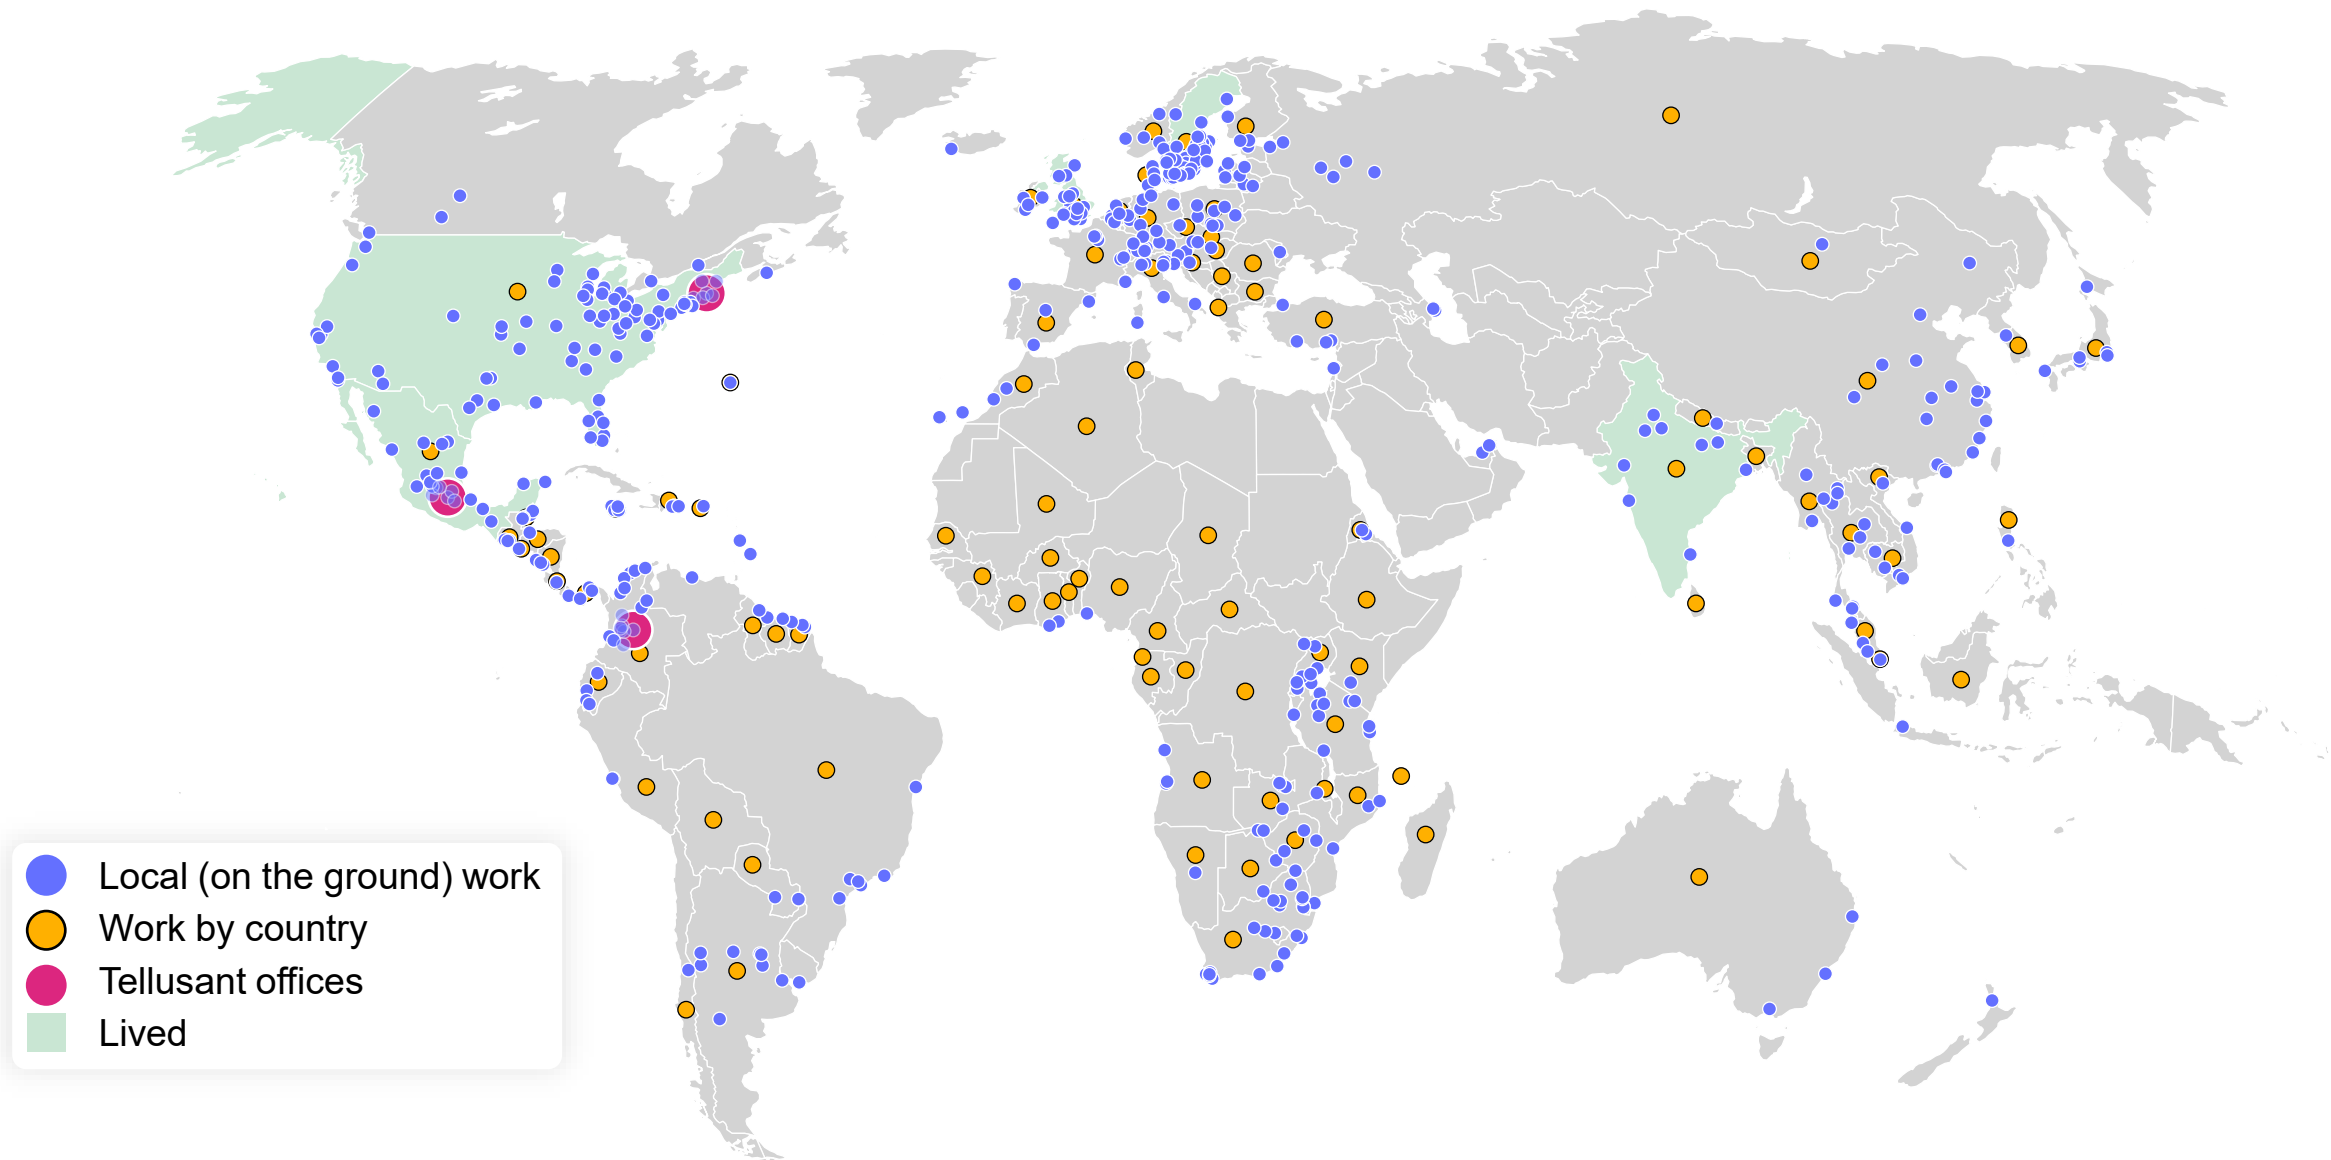 Local (on the ground) work
Work by country
Tellusant offices
Lived